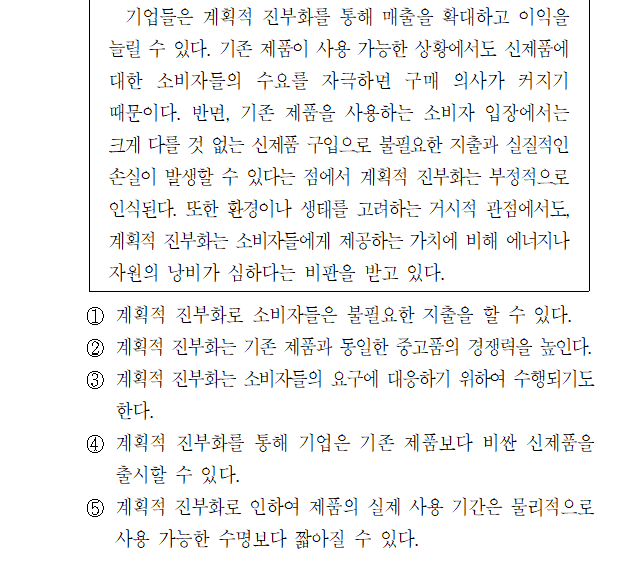 기업들은 계획적 진부화를 통해 매출을 확대하고 이익을
늘릴 수 있다. 기존 제품이 사용 가능한 상황에서도 신제품에
대한 소비자들의 수요를 자극하면 구매 의사가 커지기
때문이다. 반면, 기존 제품을 사용하는 소비자 입장에서는
크게 다를 것 없는 신제품 구입으로 불필요한 지출과 실질적인
손실이 발생할 수 있다는 점에서 계획적 진부화는 부정적으로
인식된다. 또한 환경이나 생태를 고려하는 거시적 관점에서도,
계획적 진부화는 소비자들에게 제공하는 가치에 비해 에너지나
자원의 낭비가 심하다는 비판을 받고 있다.
① 계획적 진부화로 소비자들은 불필요한 지출을 할 수 있다.
② 계획적 진부화는 기존 제품과 동일한 중고품의 경쟁력을 높인다.
③ 계획적 진부화는 소비자들의 요구에 대응하기 위하여 수행되기도
한다.
④ 계획적 진부화를 통해 기업은 기존 제품보다 비싼 신제품을
출시할 수 있다.
⑤ 계획적 진부화로 인하여 제품의 실제 사용 기간은 물리적으로
사용 가능한 수명보다 짧아질 수 있다.